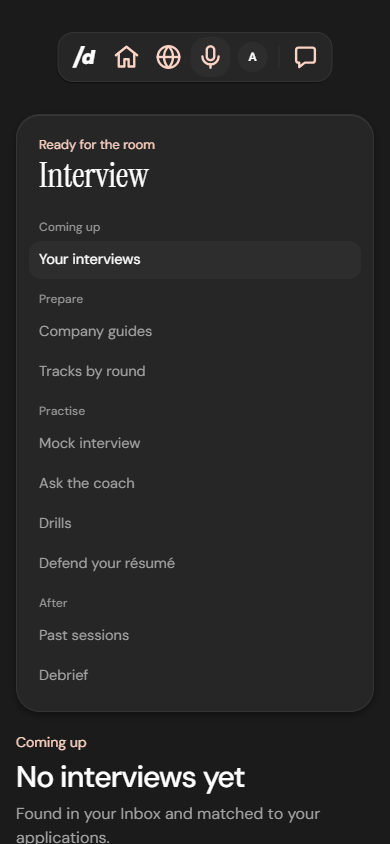 /d
A
Ready for the room
Interview
Coming up
Your interviews
Prepare
Company guides
Tracks by round
Practise
Mock interview
Ask the coach
Drills
Defend your résumé
After
Past sessions
Debrief
Coming up
No interviews yet
Found in your Inbox and matched to your
applications.